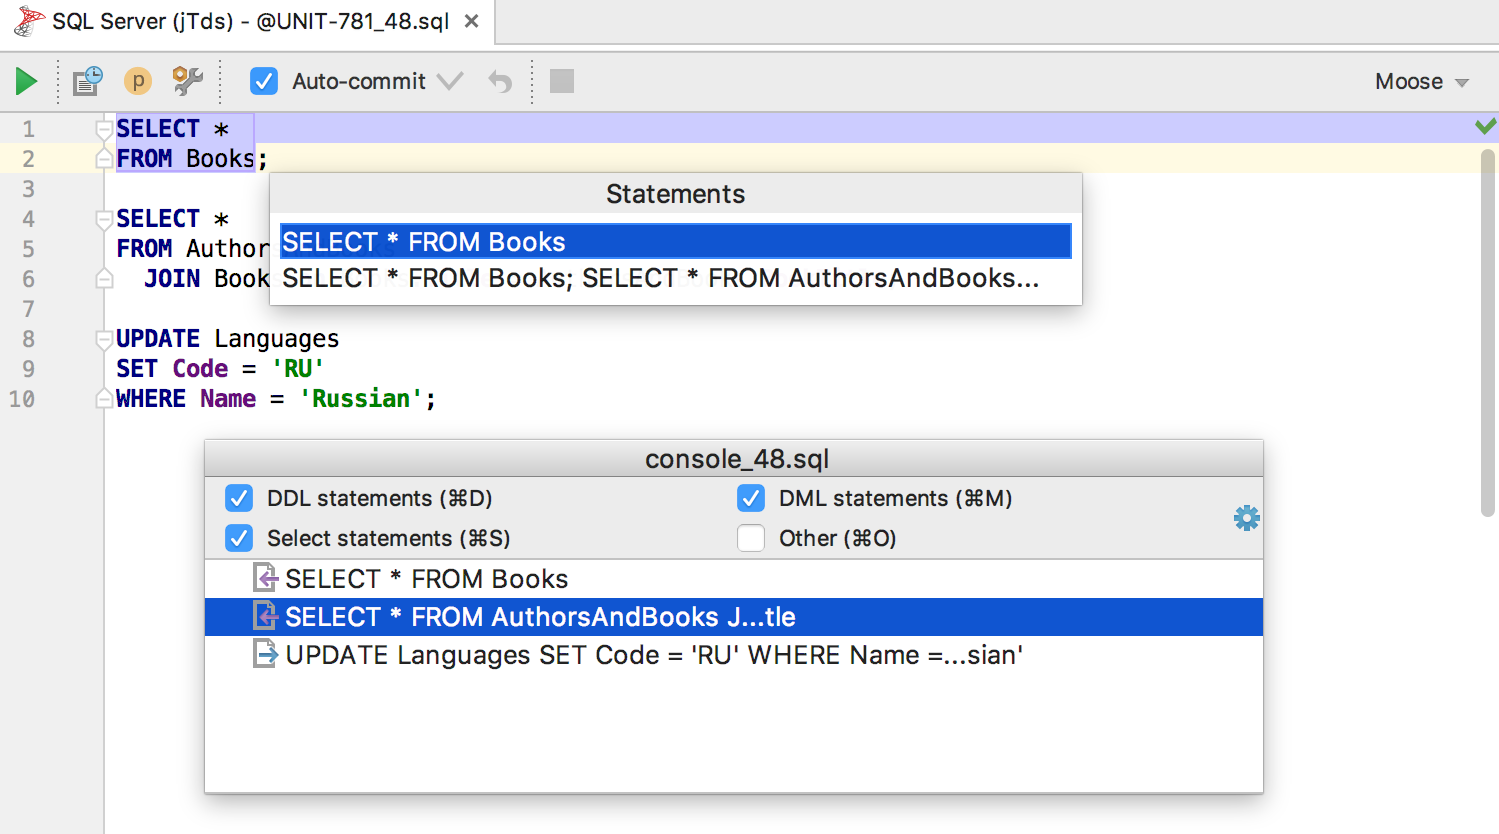 SQL Server (jTds) - @UNIT-781_48.sql
p Auto-commit Moose
1 SELECT *
2 FROM Books;
3
4 SELECT *
5 FROM Author
6 JOIN Book
7
8 UPDATE Languages
9 SET Code = 'RU'
10 WHERE Name = 'Russian';
Statements
SELECT * FROM Books
SELECT * FROM Books; SELECT * FROM AuthorsAndBooks...
console_48.sql
DDL statements (⌘D) DML statements (⌘M)
Select statements (⌘S) Other (⌘O)
SELECT * FROM Books
SELECT * FROM AuthorsAndBooks J...tle
UPDATE Languages SET Code = 'RU' WHERE Name =...sian'